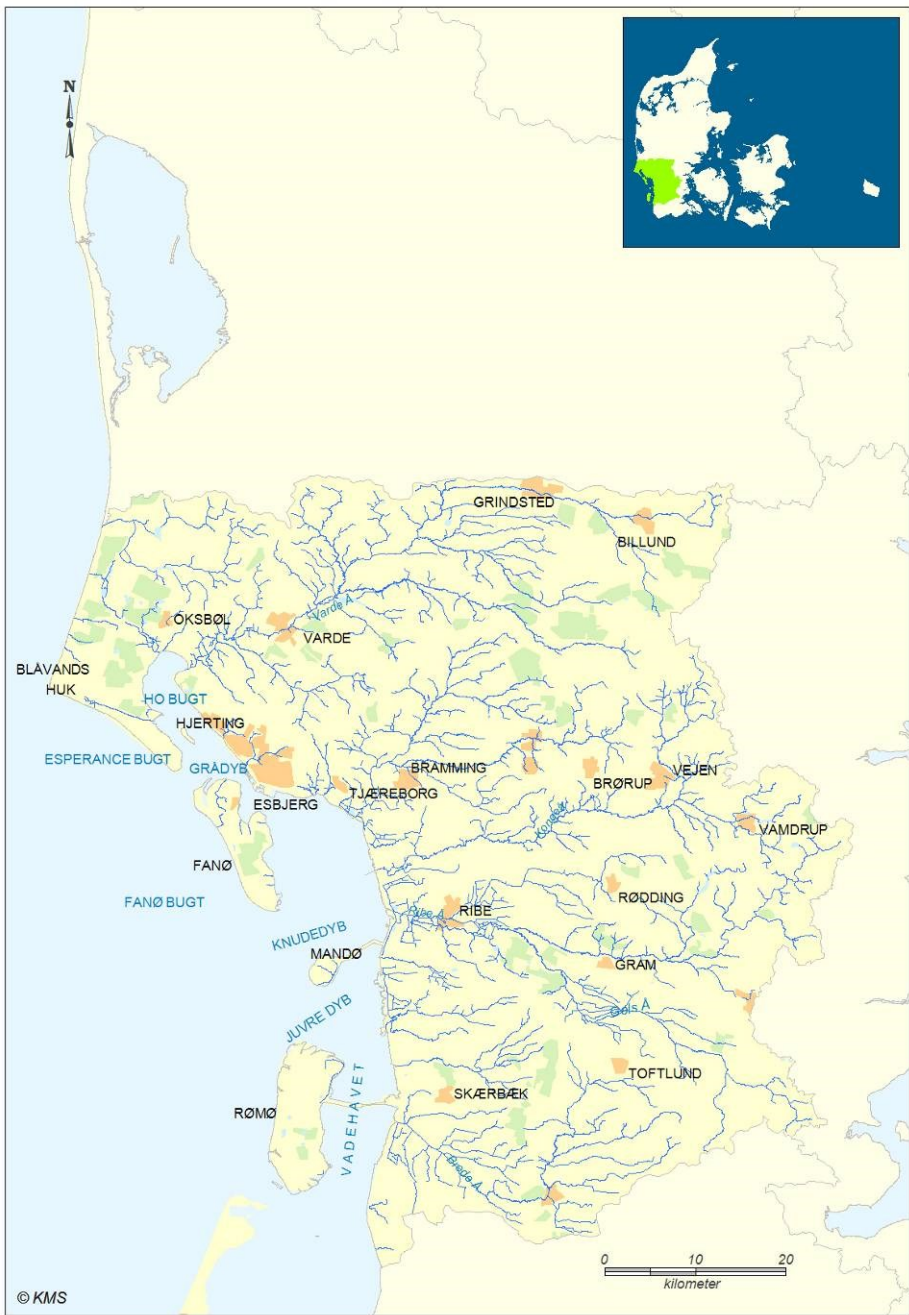 N
GRINDSTED
BILLUND
Varde Å
OKSBØL
VARDE
BLÅVANDS
HUK
HO BUGT
HJERTING
ESPERANCE BUGT
GRÅDYB
BRAMMING
VEJEN
BRØRUP
TJÆREBORG
ESBJERG
VAMDRUP
Kongeå
FANØ
RØDDING
FANØ BUGT
Ribe Å
RIBE
KNUDEDYB
MANDØ
GRAM
Gels Å
JUVRE DYB
TOFTLUND
SKÆRBÆK
RØMØ
VADEHAVET
Brede Å
0 10 20
kilometer
© KMS